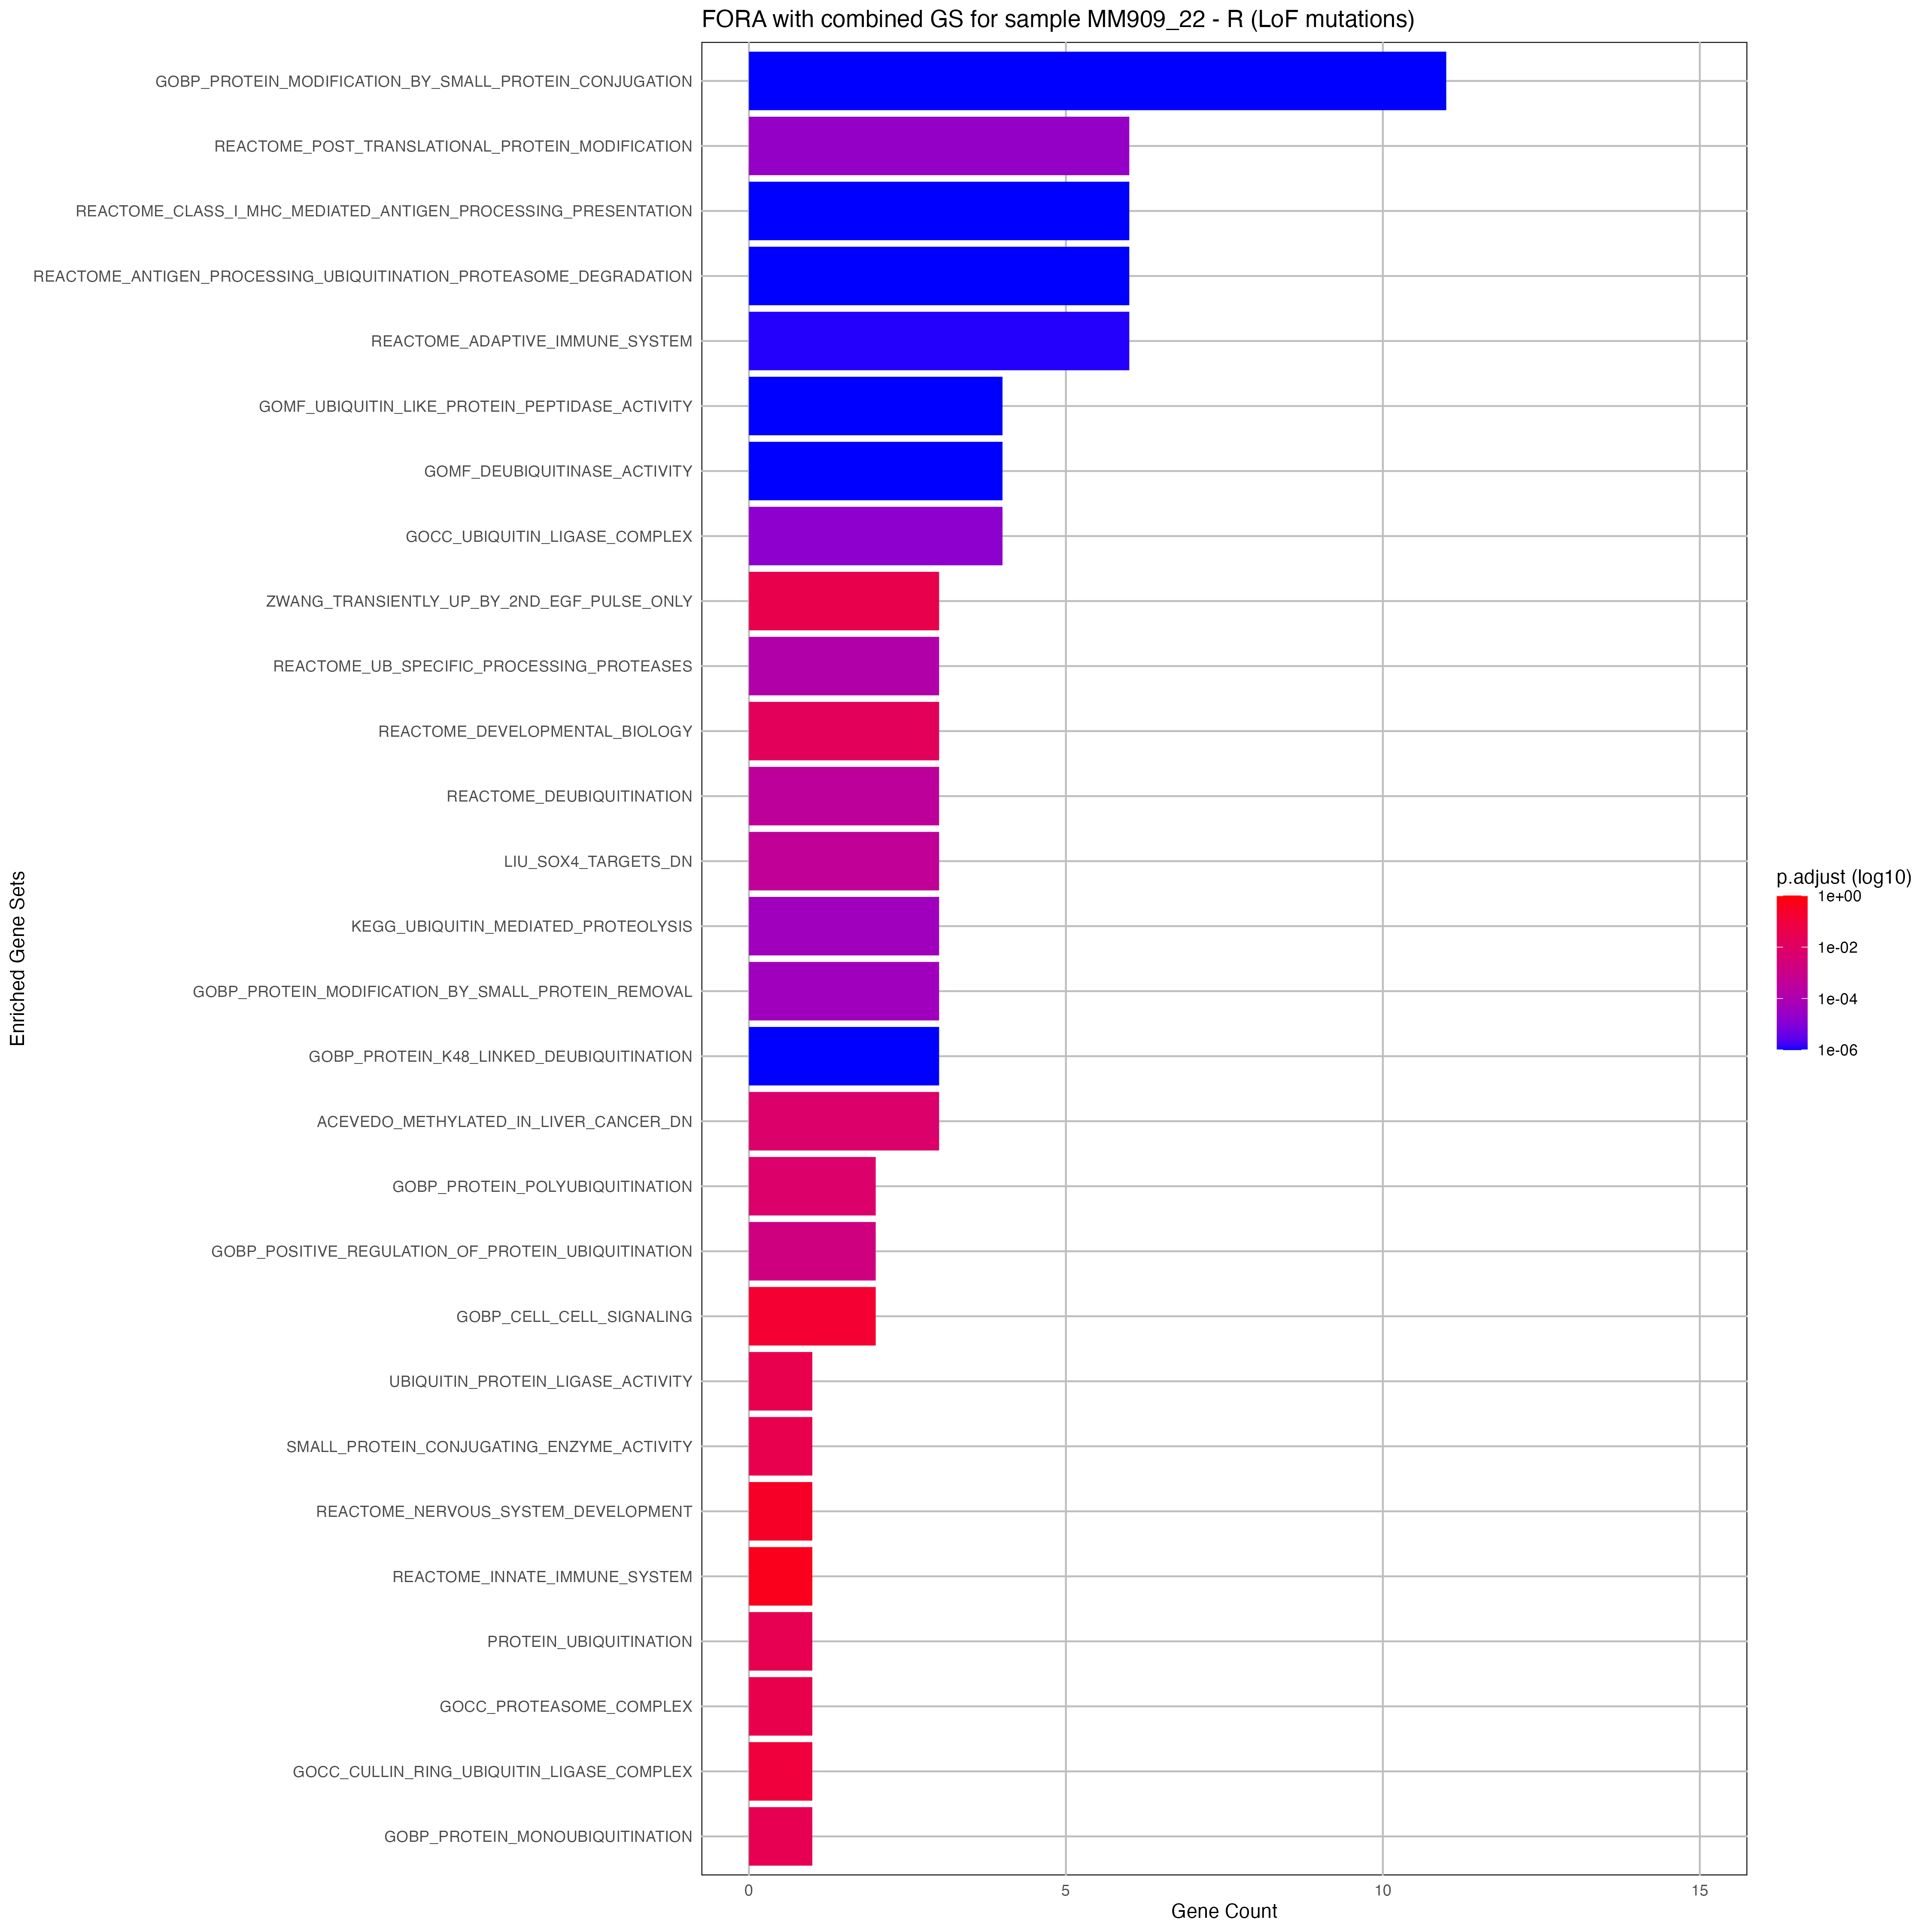 FORA with combined GS for sample MM909_22 - R (LoF mutations)
GOBP_PROTEIN_MODIFICATION_BY_SMALL_PROTEIN_CONJUGATION
REACTOME_POST_TRANSLATIONAL_PROTEIN_MODIFICATION
REACTOME_CLASS_I_MHC_MEDIATED_ANTIGEN_PROCESSING_PRESENTATION
REACTOME_ANTIGEN_PROCESSING_UBIQUITINATION_PROTEASOME_DEGRADATION
REACTOME_ADAPTIVE_IMMUNE_SYSTEM
GOMF_UBIQUITIN_LIKE_PROTEIN_PEPTIDASE_ACTIVITY
GOMF_DEUBIQUITINASE_ACTIVITY
GOCC_UBIQUITIN_LIGASE_COMPLEX
ZWANG_TRANSIENTLY_UP_BY_2ND_EGF_PULSE_ONLY
REACTOME_UB_SPECIFIC_PROCESSING_PROTEASES
REACTOME_DEVELOPMENTAL_BIOLOGY
REACTOME_DEUBIQUITINATION
LIU_SOX4_TARGETS_DN
KEGG_UBIQUITIN_MEDIATED_PROTEOLYSIS
GOBP_PROTEIN_MODIFICATION_BY_SMALL_PROTEIN_REMOVAL
GOBP_PROTEIN_K48_LINKED_DEUBIQUITINATION
ACEVEDO_METHYLATED_IN_LIVER_CANCER_DN
GOBP_PROTEIN_POLYUBIQUITINATION
GOBP_POSITIVE_REGULATION_OF_PROTEIN_UBIQUITINATION
GOBP_CELL_CELL_SIGNALING
UBIQUITIN_PROTEIN_LIGASE_ACTIVITY
SMALL_PROTEIN_CONJUGATING_ENZYME_ACTIVITY
REACTOME_NERVOUS_SYSTEM_DEVELOPMENT
REACTOME_INNATE_IMMUNE_SYSTEM
PROTEIN_UBIQUITINATION
GOCC_PROTEASOME_COMPLEX
GOCC_CULLIN_RING_UBIQUITIN_LIGASE_COMPLEX
GOBP_PROTEIN_MONOUBIQUITINATION
Enriched Gene Sets
0 5 10 15
Gene Count
p.adjust (log10)
1e+00
1e-02
1e-04
1e-06